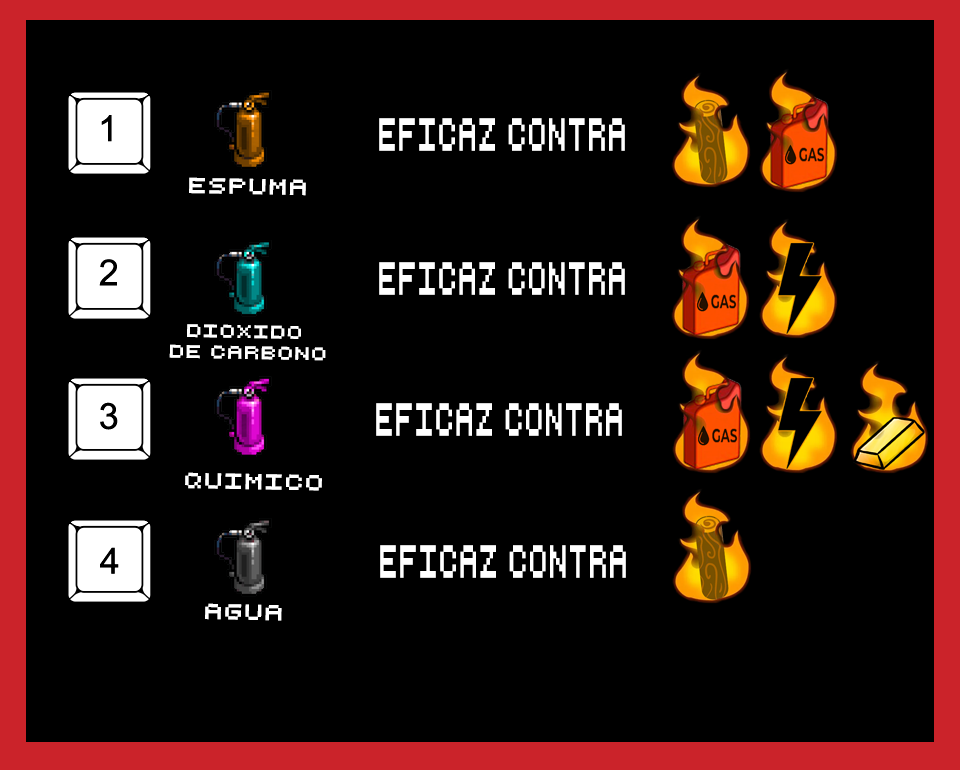 1
ESPUMA
EFICAZ CONTRA
GAS
2
DIOXIDO
DE CARBONO
EFICAZ CONTRA
GAS
3
QUIMICO
EFICAZ CONTRA
GAS
4
AGUA
EFICAZ CONTRA